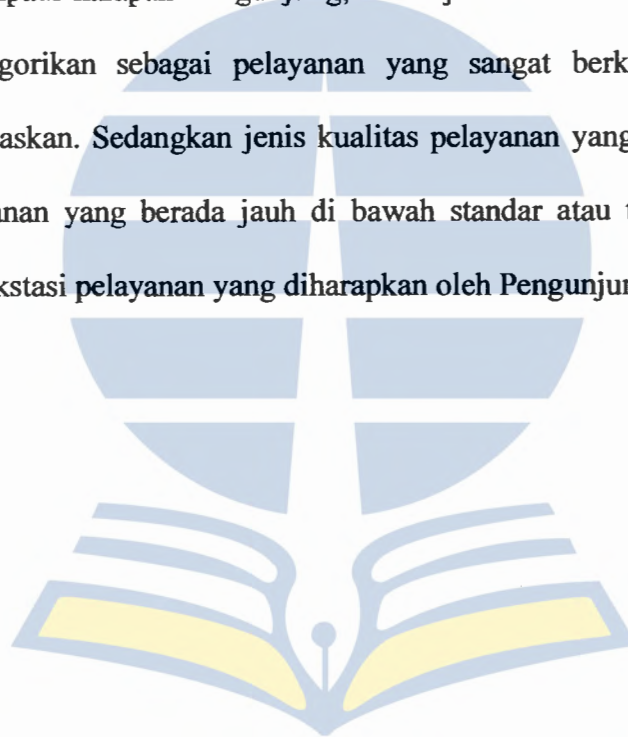 gorikan sebagai pelayanan yang sangat berk
askan. Sedangkan jenis kualitas pelayanan yang
nan yang berada jauh di bawah standar atau t
kstasi pelayanan yang diharapkan oleh Pengunjun